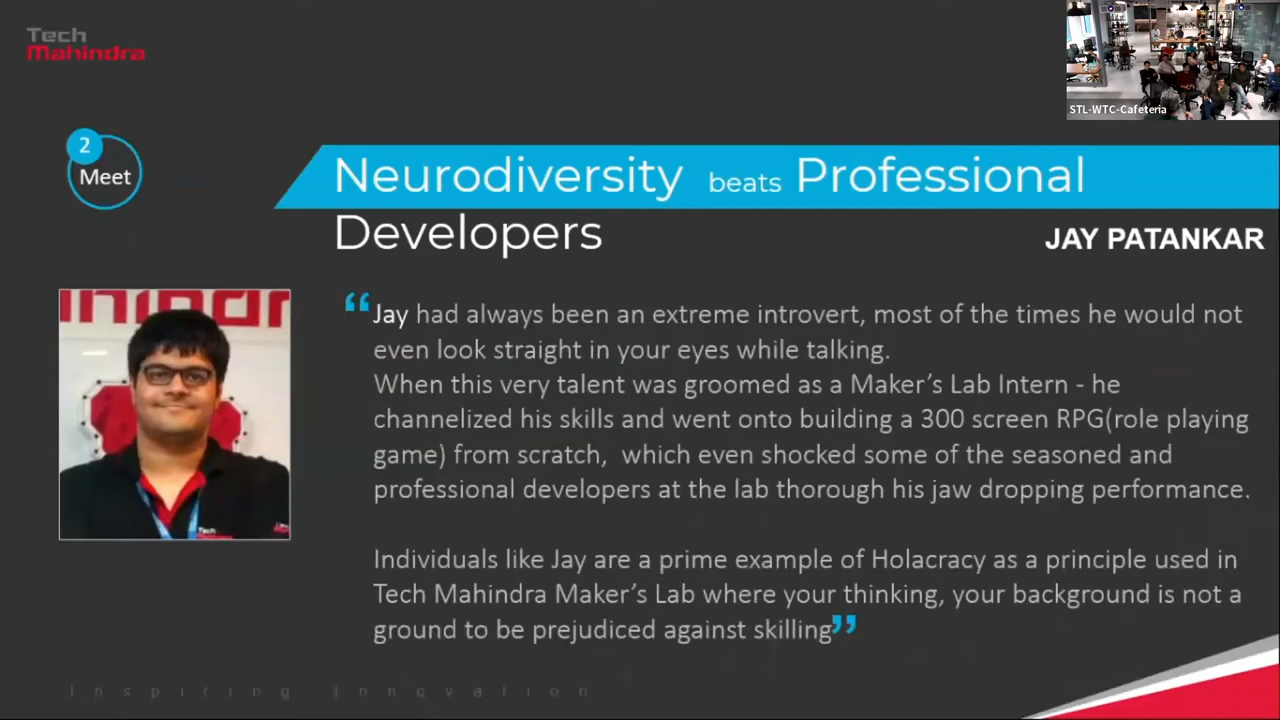 Tech
Mahindra
STL-WTC-Cafeteria
2
Meet
Neurodiversity beats Professional
Developers
JAY PATANKAR
“Jay had always been an extreme introvert, most of the times he would not
even look straight in your eyes while talking.
When this very talent was groomed as a Maker’s Lab Intern - he
channelized his skills and went onto building a 300 screen RPG(role playing
game) from scratch, which even shocked some of the seasoned and
professional developers at the lab thorough his jaw dropping performance.
Individuals like Jay are a prime example of Holacracy as a principle used in
Tech Mahindra Maker’s Lab where your thinking, your background is not a
ground to be prejudiced against skilling”
Inspiring Innovation